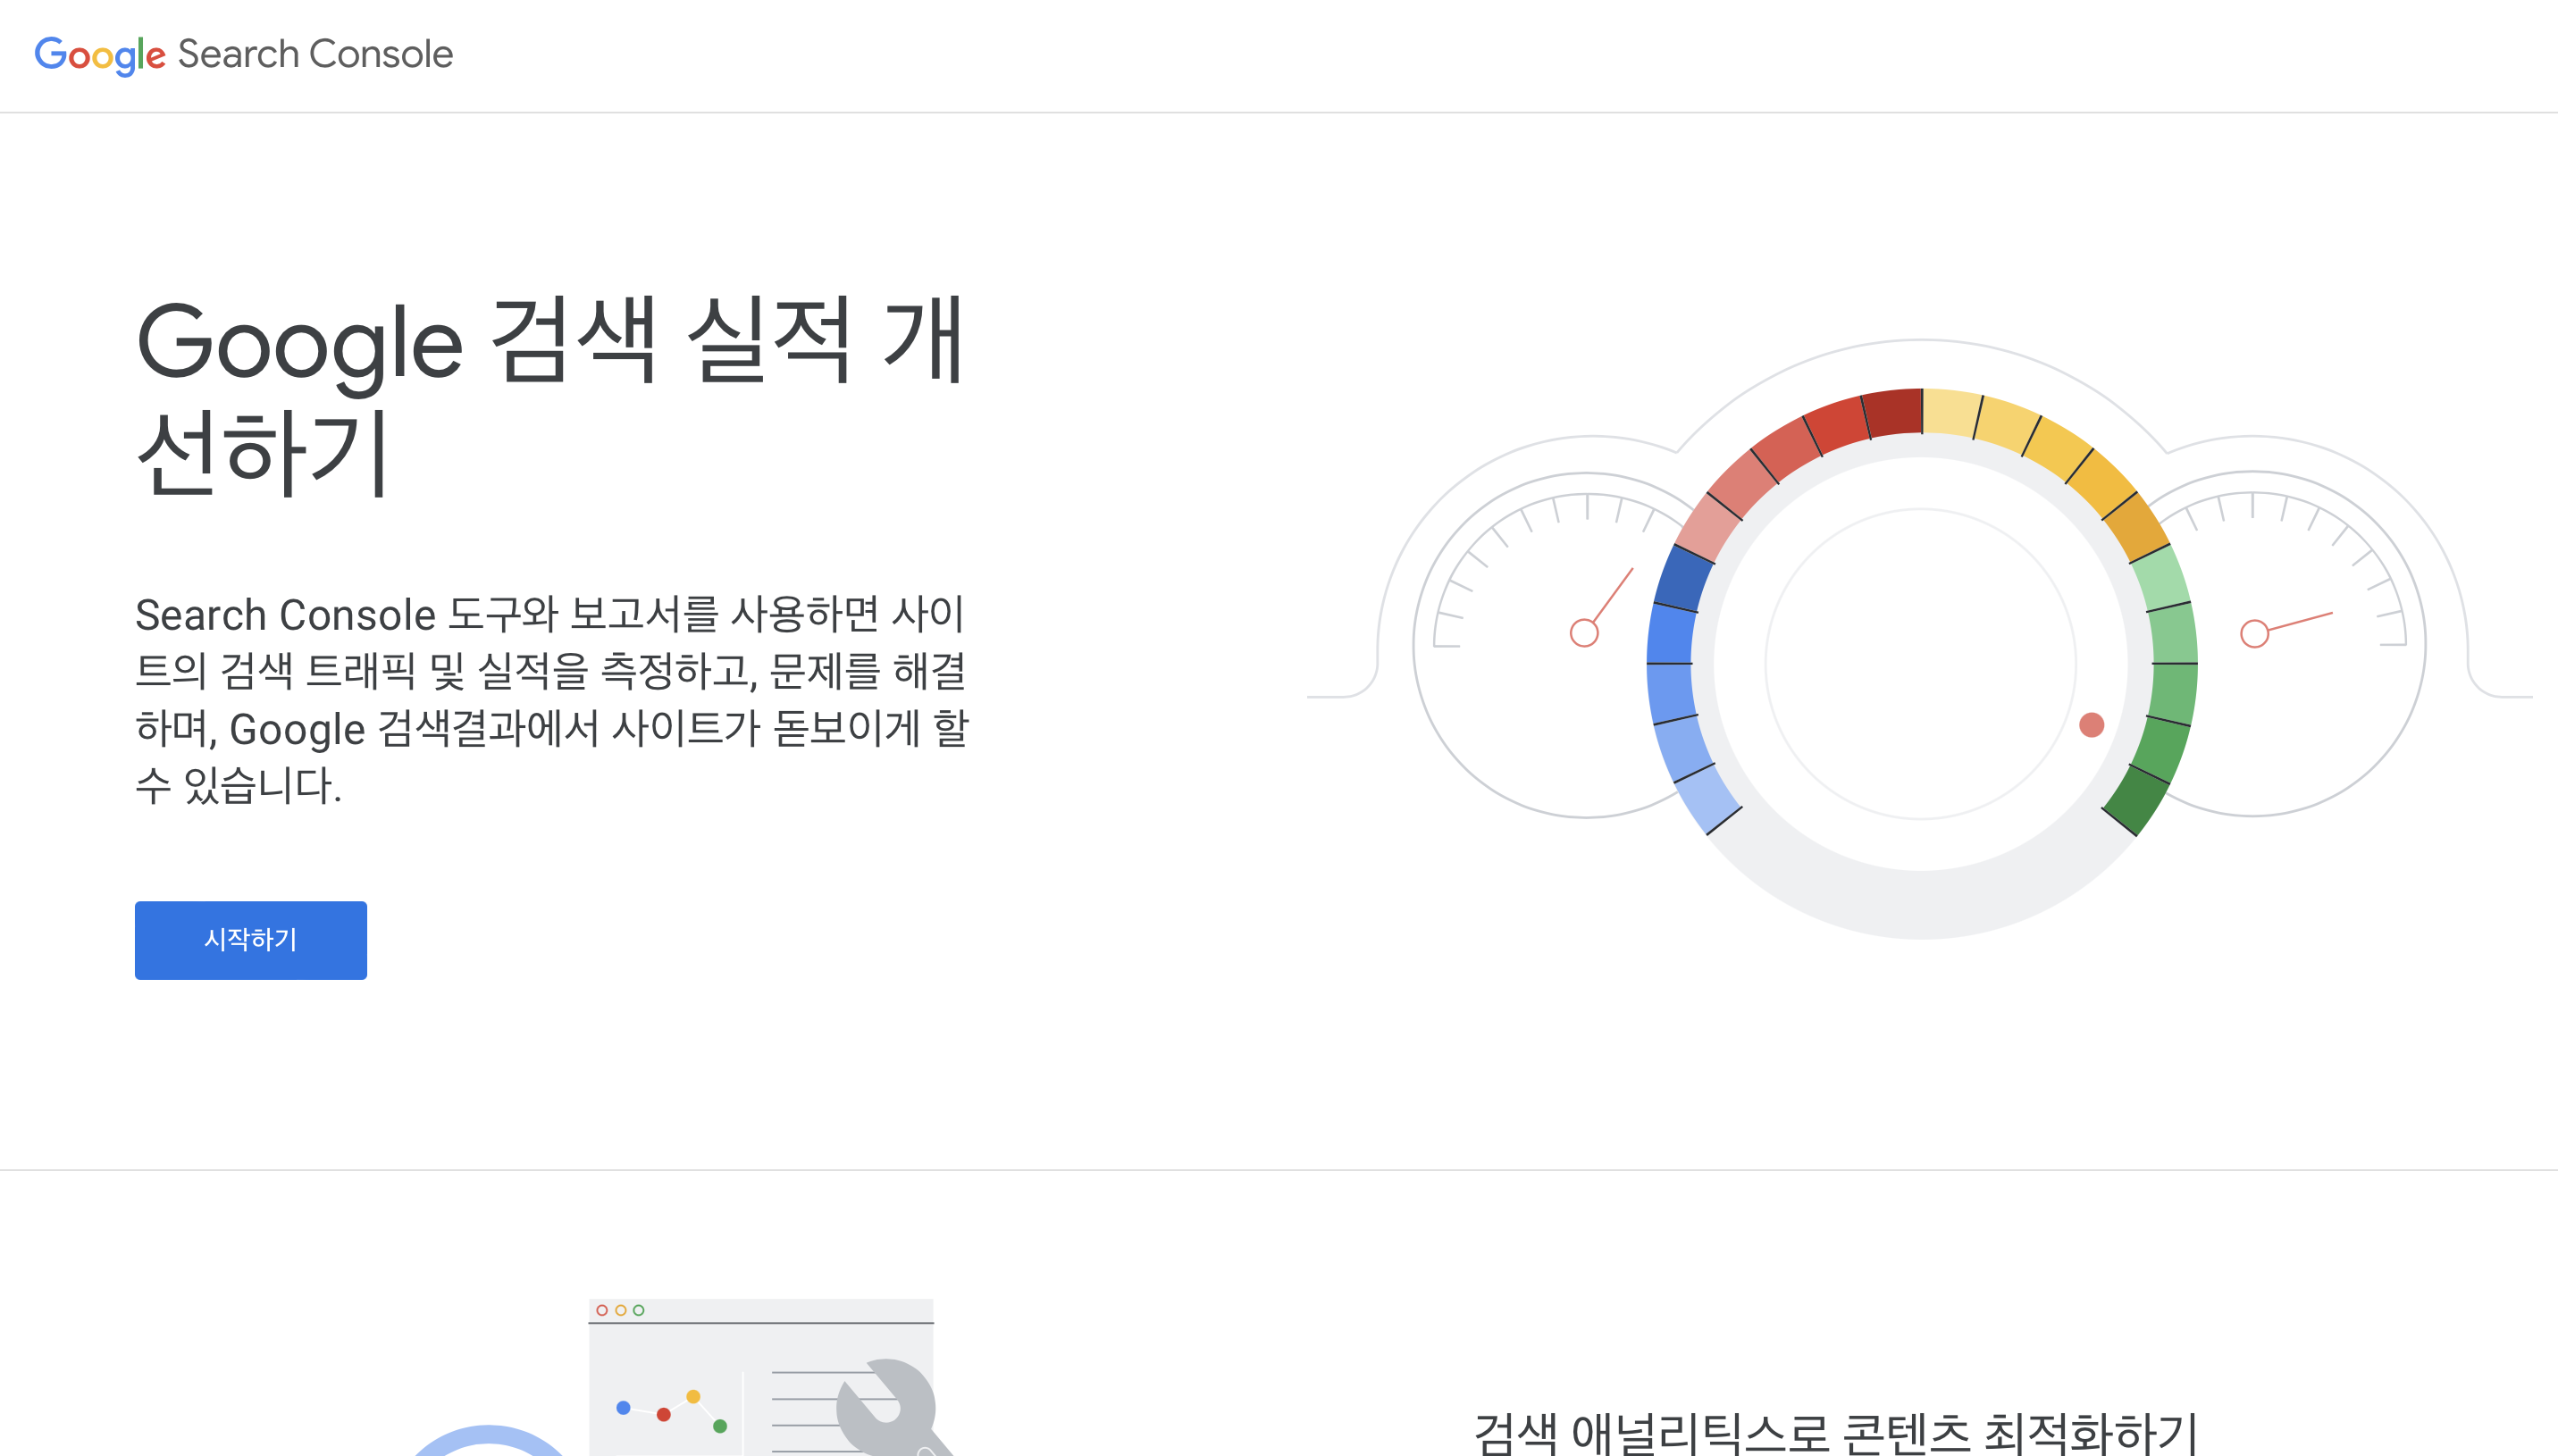 Google Search Console
Google 검색 실적 개
선하기
Search Console 도구와 보고서를 사용하면 사이
트의 검색 트래픽 및 실적을 측정하고, 문제를 해결
하며, Google 검색결과에서 사이트가 돋보이게 할
수 있습니다.
시작하기
검색 애널리틱스로 콘텐츠 최적화하기